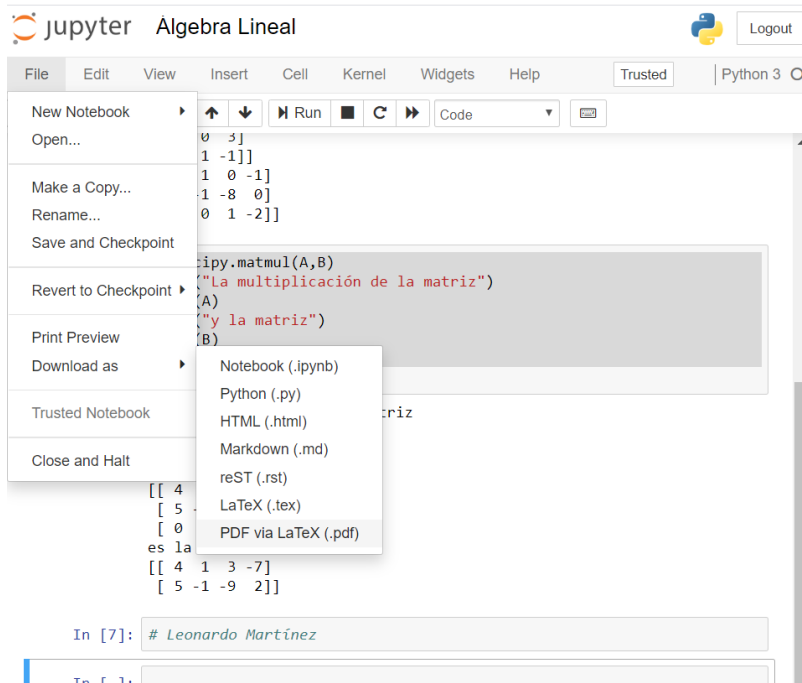 jupyter Álgebra Lineal
Logout
File Edit View Insert Cell Kernel Widgets Help Trusted Python 3
Run Code
New Notebook
Open...
Make a Copy...
Rename...
Save and Checkpoint
Revert to Checkpoint
Print Preview
Download as
Trusted Notebook
Close and Halt
Notebook (.ipynb)
Python (.py)
HTML (.html)
Markdown (.md)
reST (.rst)
LaTeX (.tex)
PDF via LaTeX (.pdf)
0 3]
1 -1]]
1 0 -1]
1 -8 0]
0 1 -2]]
cipy.matmul(A,B)
("La multiplicación de la matriz")
(A)
("y la matriz")
(B)
triz
[[ 4
[ 5
[ 0
es la
[[ 4 1 3 -7]
[ 5 -1 -9 2]]
In [7]: # Leonardo Martínez
In [ ]: